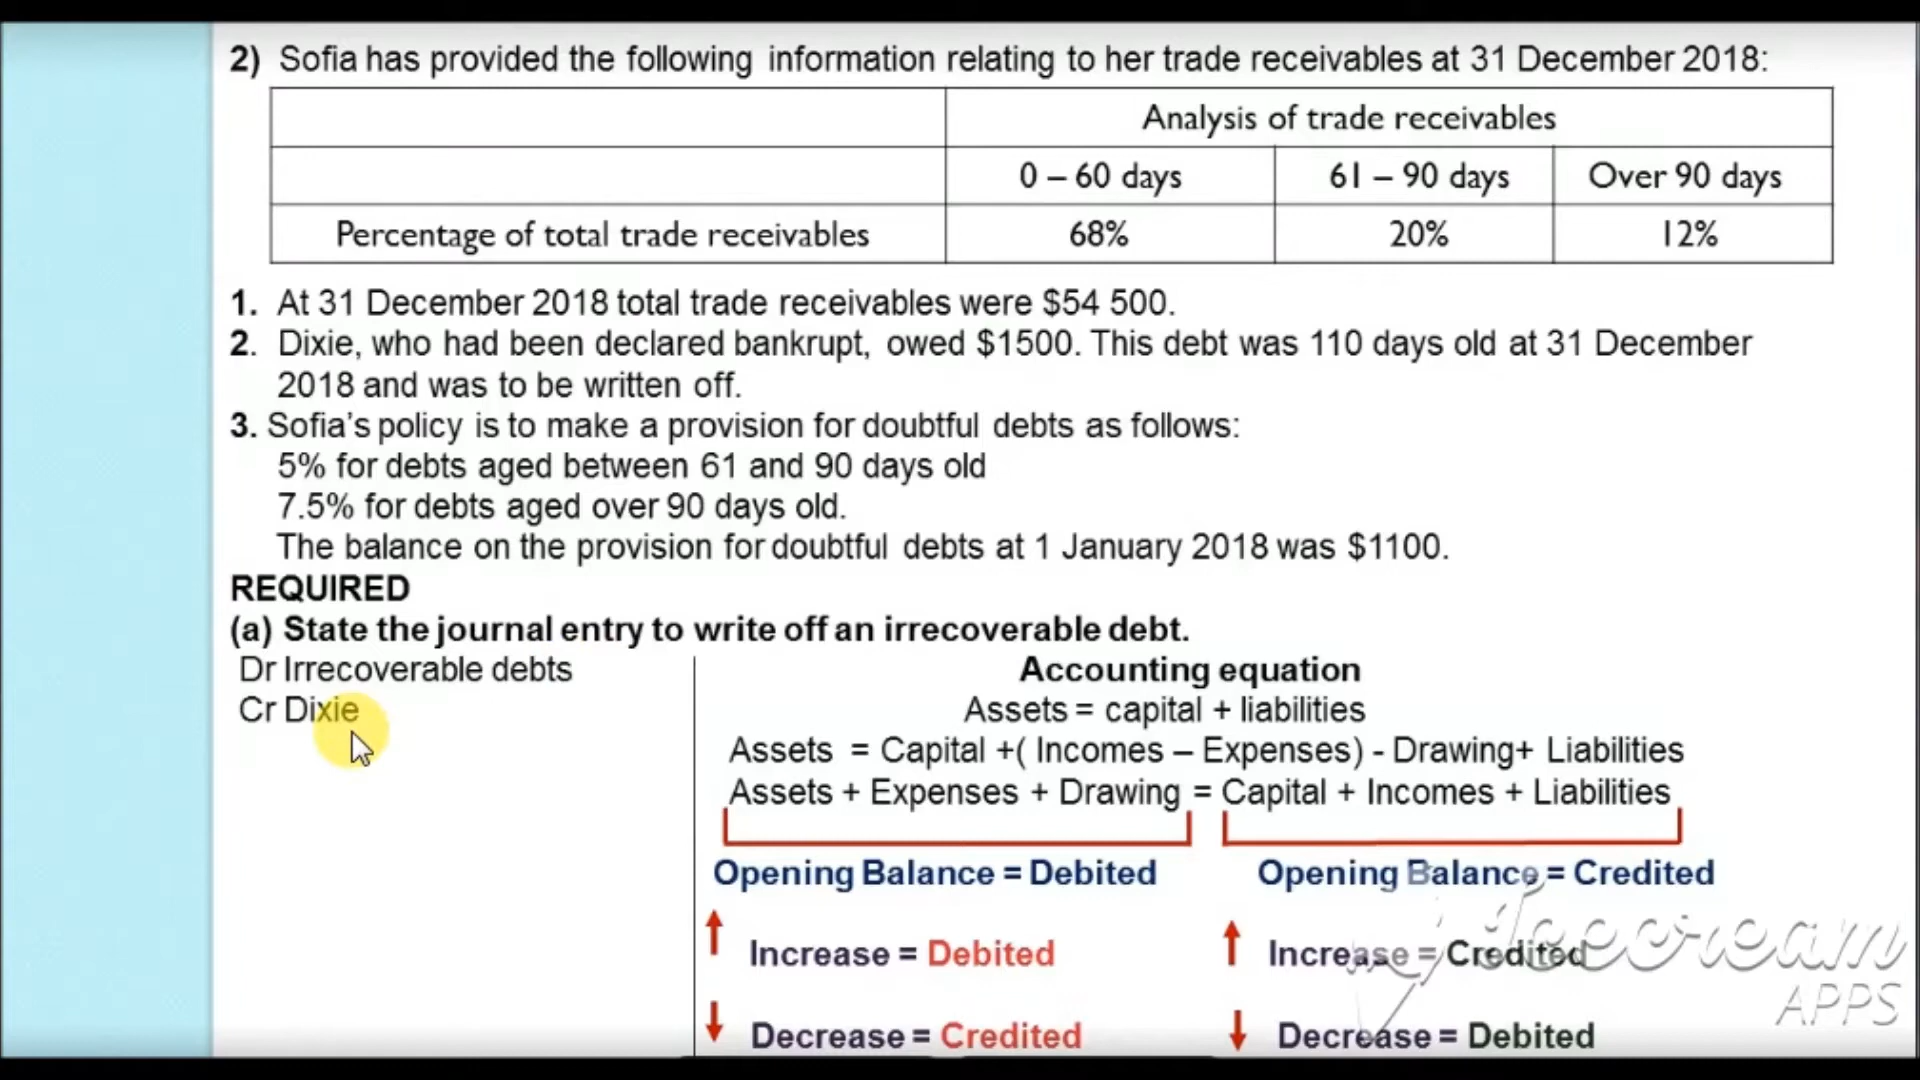 2) Sofia has provided the following information relating to her trade receivables at 31 December 2018:
Analysis of trade receivables
0 – 60 days 61 – 90 days Over 90 days
Percentage of total trade receivables 68% 20% 12%
1. At 31 December 2018 total trade receivables were $54 500.
2. Dixie, who had been declared bankrupt, owed $1500. This debt was 110 days old at 31 December
2018 and was to be written off.
3. Sofia's policy is to make a provision for doubtful debts as follows:
5% for debts aged between 61 and 90 days old
7.5% for debts aged over 90 days old.
The balance on the provision for doubtful debts at 1 January 2018 was $1100.
REQUIRED
(a) State the journal entry to write off an irrecoverable debt.
Dr Irrecoverable debts
Cr Dixie
Accounting equation
Assets = capital + liabilities
Assets = Capital +( Incomes – Expenses) - Drawing+ Liabilities
Assets + Expenses + Drawing = Capital + Incomes + Liabilities
Opening Balance = Debited Opening Balance = Credited
Increase = Debited Increase = Credited
Decrease = Credited Decrease = Debited
Icecream
APPS